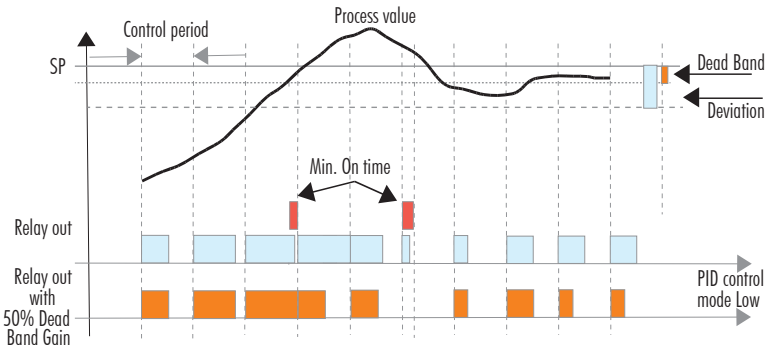 Process value
Control period
SP
Dead Band
Deviation
Min. On time
Relay out
Relay out
with
50% Dead
Band Gain
PID control
mode Low